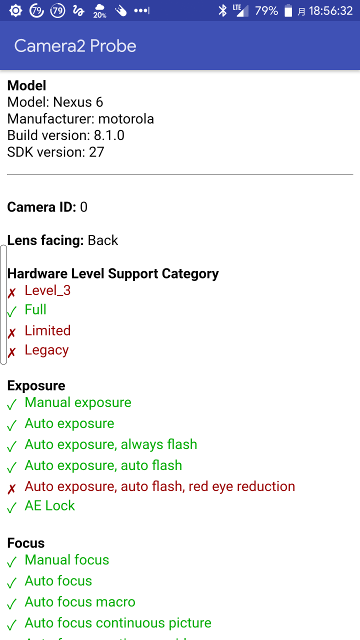 79 79 20% 79% 月 18:56:32
Camera2 Probe
Model
Model: Nexus 6
Manufacturer: motorola
Build version: 8.1.0
SDK version: 27
Camera ID: 0
Lens facing: Back
Hardware Level Support Category
✗ Level_3
✓ Full
✗ Limited
✗ Legacy
Exposure
✓ Manual exposure
✓ Auto exposure
✓ Auto exposure, always flash
✓ Auto exposure, auto flash
✗ Auto exposure, auto flash, red eye reduction
✓ AE Lock
Focus
✓ Manual focus
✓ Auto focus
✓ Auto focus macro
✓ Auto focus continuous picture